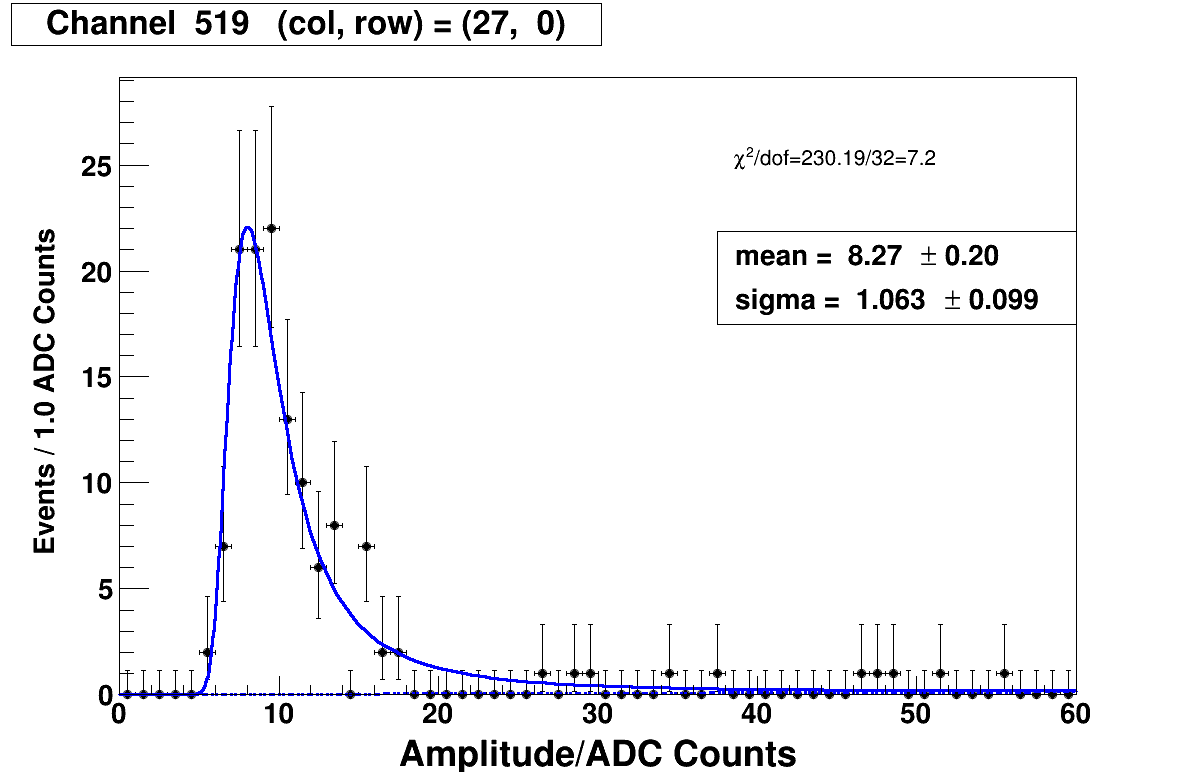 Channel 519 (col, row) = (27, 0)
χ²/dof=230.19/32=7.2
mean = 8.27 ± 0.20
sigma = 1.063 ± 0.099
Events / 1.0 ADC Counts
25
20
15
10
5
0
0 10 20 30 40 50 60
Amplitude/ADC Counts